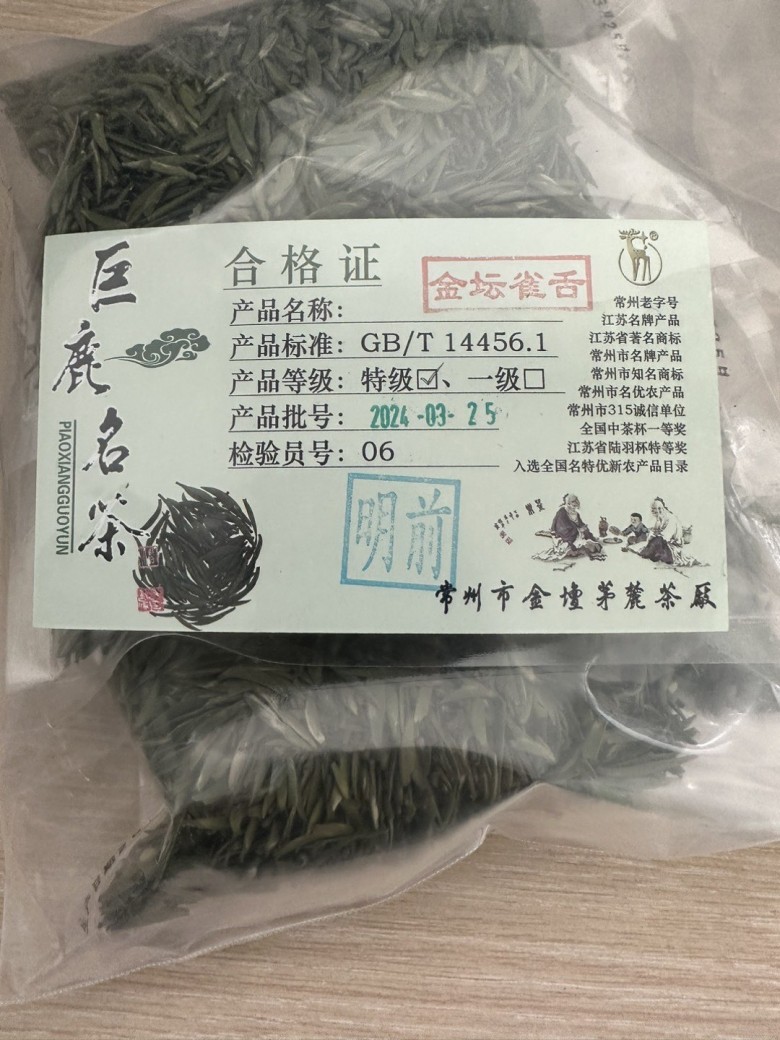 巨鹿名茶
PIAOXIANGGUOYUN
合格证
产品名称：
金坛雀舌
产品标准：GB/T 14456.1
产品等级：特级☑、一级☐
产品批号：2024-03-25
检验员号：06
明前
®
常州老字号
江苏名牌产品
江苏省著名商标
常州市名牌产品
常州市知名商标
常州市名优农产品
常州市315诚信单位
全国中茶杯一等奖
江苏省陆羽杯特等奖
入选全国名特优新农产品目录
常州市金壇茅麓茶廠